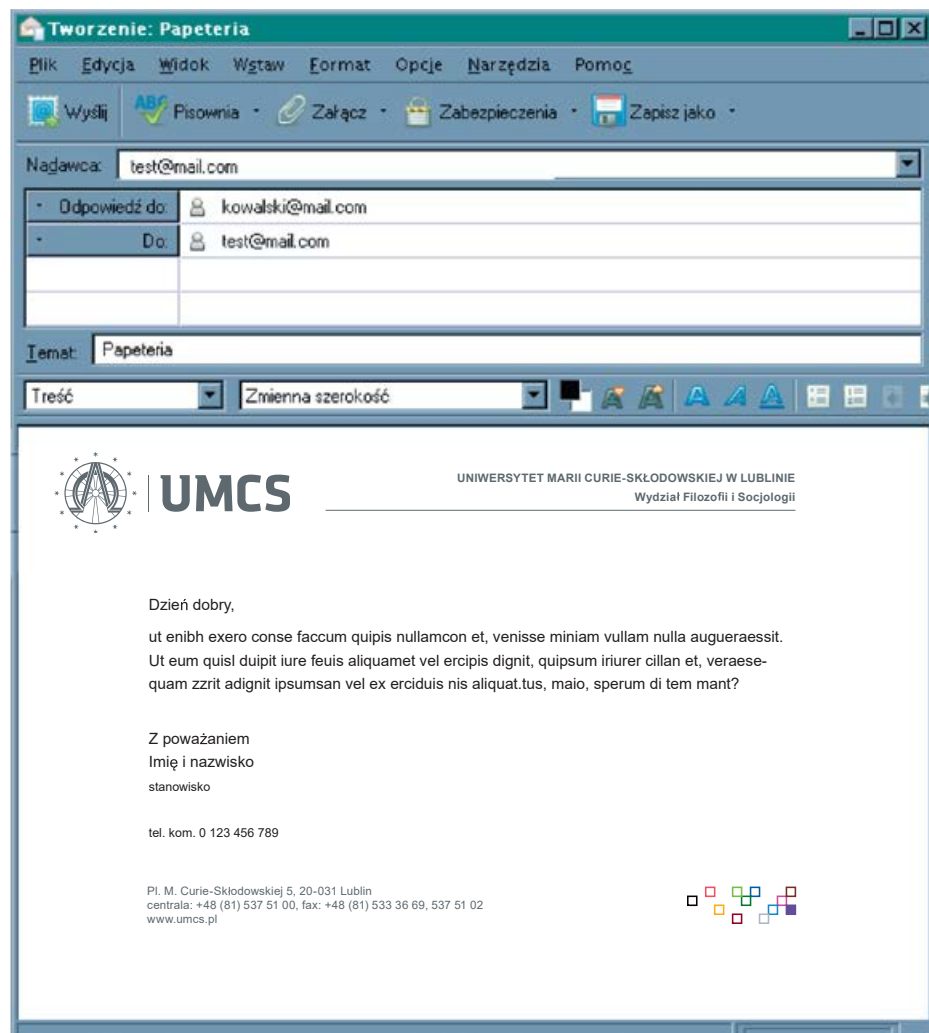 Tworzenie: Papeteria
Plik Edycja Widok Wstaw Format Opcje Narzędzia Pomoc
Wyślij ABC Pisownia Załącz Zabezpieczenia Zapisz jako
Nadawca: test@mail.com
Odpowiedź do: kowalski@mail.com
Do: test@mail.com
Temat: Papeteria
Treść Zmienna szerokość A A A A A
UMCS
UNIWERSYTET MARII CURIE-SKŁODOWSKIEJ W LUBLINIE
Wydział Filozofii i Socjologii
Dzień dobry,
ut enibh exero conse faccum quipis nullamcon et, venisse miniam vullam nulla augueraessit.
Ut eum quisl duipit iure feuis aliquamet vel ercipis dignit, quipsum iriurer cillan et, veraese-
quam zzrit adignit ipsumsan vel ex erciduis nis aliquat.tus, maio, sperum di tem mant?
Z poważaniem
Imię i nazwisko
stanowisko
tel. kom. 0 123 456 789
Pl. M. Curie-Skłodowskiej 5, 20-031 Lublin
centrala: +48 (81) 537 51 00, fax: +48 (81) 533 36 69, 537 51 02
www.umcs.pl